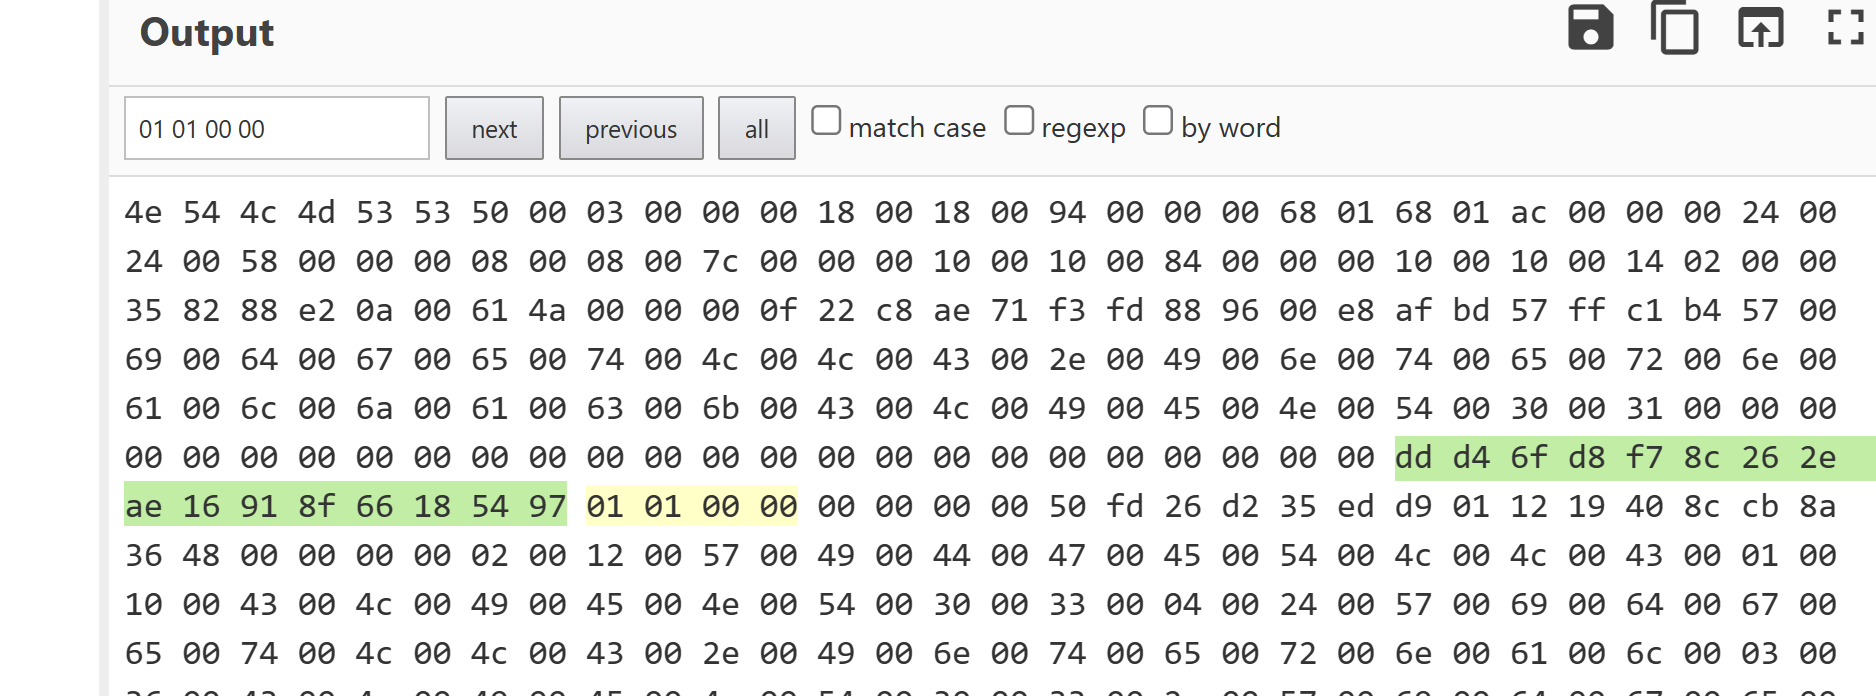 Output
01 01 00 00 next previous all match case regexp by word
4e 54 4c 4d 53 53 50 00 03 00 00 00 18 00 18 00 94 00 00 00 68 01 68 01 ac 00 00 00 24 00
24 00 58 00 00 00 08 00 08 00 7c 00 00 00 10 00 10 00 84 00 00 00 10 00 10 00 14 02 00 00
35 82 88 e2 0a 00 61 4a 00 00 00 0f 22 c8 ae 71 f3 fd 88 96 00 e8 af bd 57 ff c1 b4 57 00
69 00 64 00 67 00 65 00 74 00 4c 00 4c 00 43 00 2e 00 49 00 6e 00 74 00 65 00 72 00 6e 00
61 00 6c 00 6a 00 61 00 63 00 6b 00 43 00 4c 00 49 00 45 00 4e 00 54 00 30 00 31 00 00 00
00 00 00 00 00 00 00 00 00 00 00 00 00 00 00 00 00 00 00 00 00 00 dd d4 6f d8 f7 8c 26 2e
ae 16 91 8f 66 18 54 97 01 01 00 00 00 00 00 00 50 fd 26 d2 35 ed d9 01 12 19 40 8c cb 8a
36 48 00 00 00 00 02 00 12 00 57 00 49 00 44 00 47 00 45 00 54 00 4c 00 4c 00 43 00 01 00
10 00 43 00 4c 00 49 00 45 00 4e 00 54 00 30 00 33 00 04 00 24 00 57 00 69 00 64 00 67 00
65 00 74 00 4c 00 4c 00 43 00 2e 00 49 00 6e 00 74 00 65 00 72 00 6e 00 61 00 6c 00 03 00